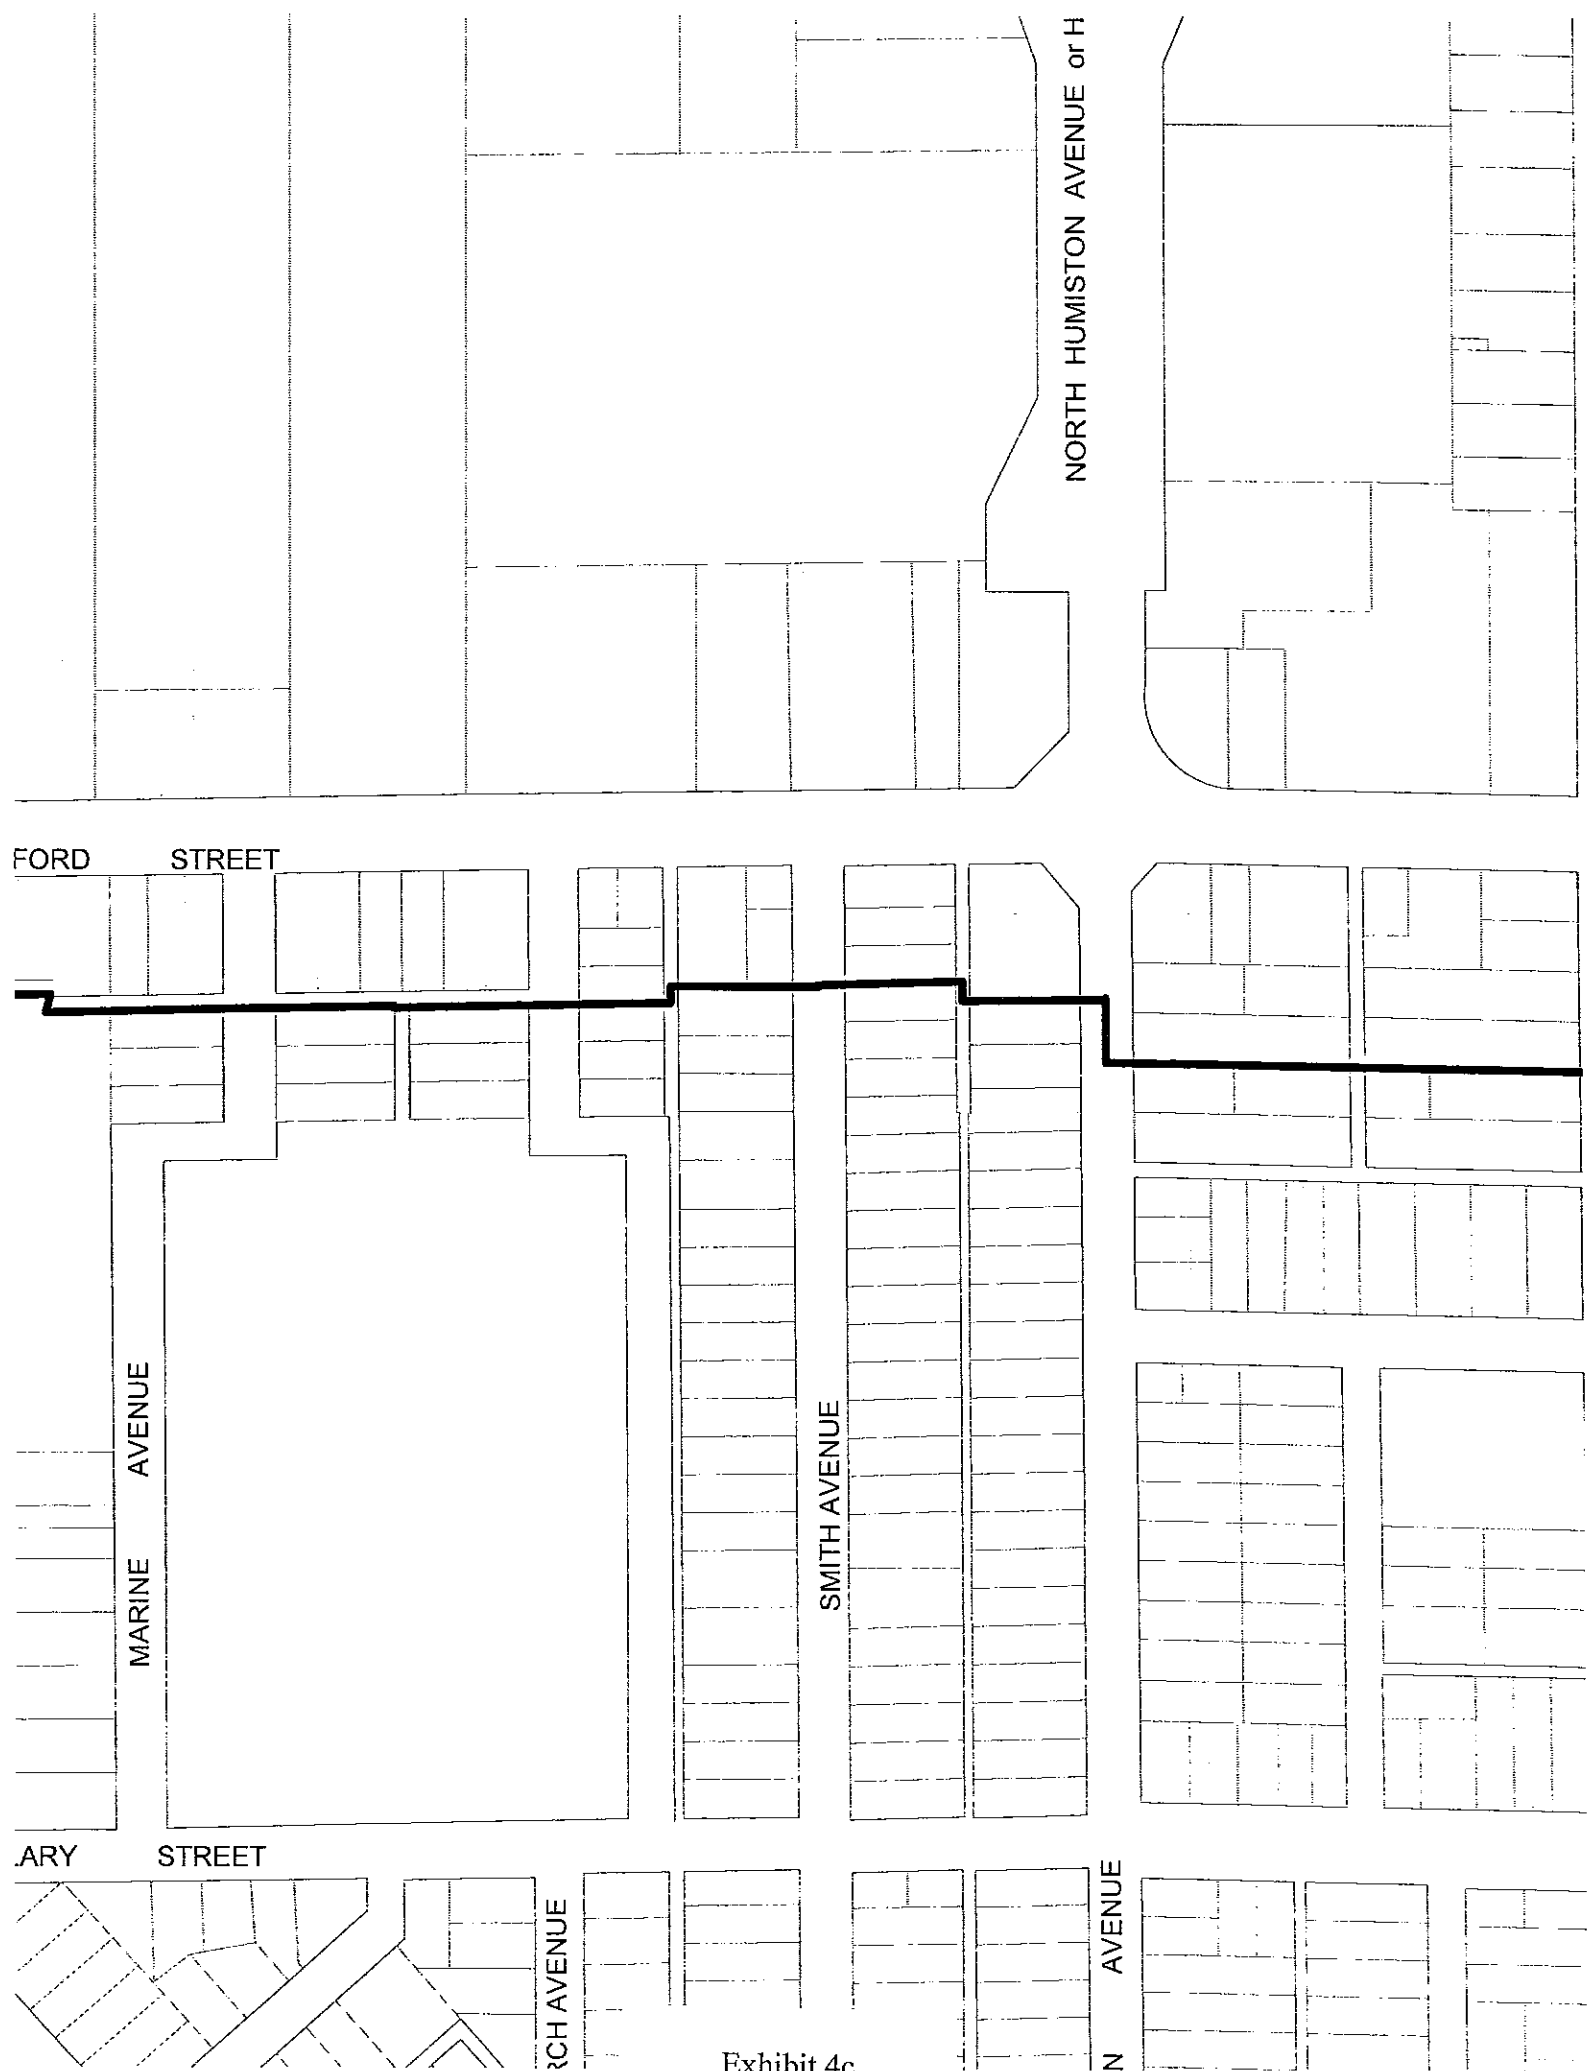 NORTH HUMISTON AVENUE or H
FORD STREET
MARINE AVENUE
SMITH AVENUE
ARY STREET
RCH AVENUE
N AVENUE
Exhibit 4c